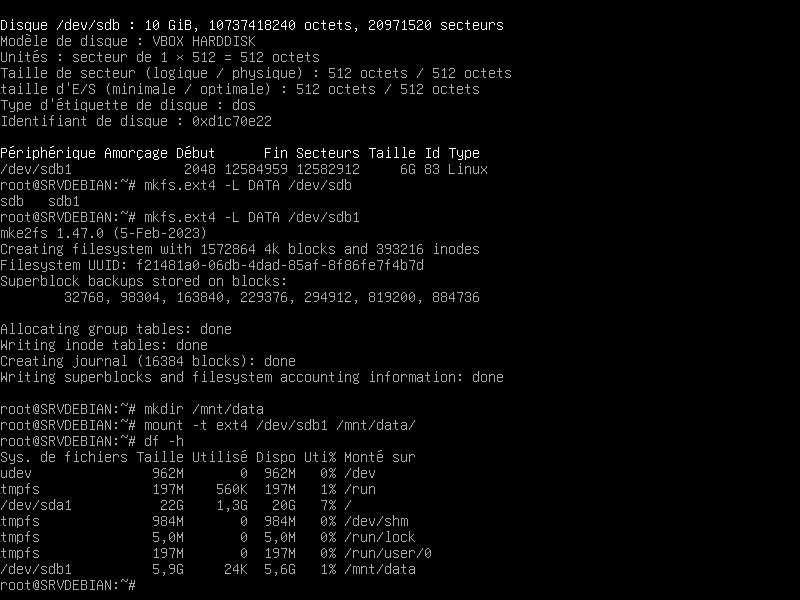 Disque /dev/sdb : 10 GiB, 10737418240 octets, 20971520 secteurs
Modèle de disque : VBOX HARDDISK
Unités : secteur de 1 × 512 = 512 octets
Taille de secteur (logique / physique) : 512 octets / 512 octets
taille d'E/S (minimale / optimale) : 512 octets / 512 octets
Type d'étiquette de disque : dos
Identifiant de disque : 0xd1c70e22

Périphérique Amorçage Début      Fin Secteurs Taille Id Type
/dev/sdb1              2048 12584959 12582912     6G 83 Linux
root@SRVDEBIAN:~# mkfs.ext4 -L DATA /dev/sdb
sdb   sdb1
root@SRVDEBIAN:~# mkfs.ext4 -L DATA /dev/sdb1
mke2fs 1.47.0 (5-Feb-2023)
Creating filesystem with 1572864 4k blocks and 393216 inodes
Filesystem UUID: f21481a0-06db-4dad-85af-8f86fe7f4b7d
Superblock backups stored on blocks:
        32768, 98304, 163840, 229376, 294912, 819200, 884736

Allocating group tables: done
Writing inode tables: done
Creating journal (16384 blocks): done
Writing superblocks and filesystem accounting information: done

root@SRVDEBIAN:~# mkdir /mnt/data
root@SRVDEBIAN:~# mount -t ext4 /dev/sdb1 /mnt/data/
root@SRVDEBIAN:~# df -h
Sys. de fichiers Taille Utilisé Dispo Uti% Monté sur
udev               962M       0  962M   0% /dev
tmpfs              197M    560K  197M   1% /run
/dev/sda1           22G    1,3G   20G   7% /
tmpfs              984M       0  984M   0% /dev/shm
tmpfs              5,0M       0  5,0M   0% /run/lock
tmpfs              197M       0  197M   0% /run/user/0
/dev/sdb1          5,9G     24K  5,6G   1% /mnt/data
root@SRVDEBIAN:~#